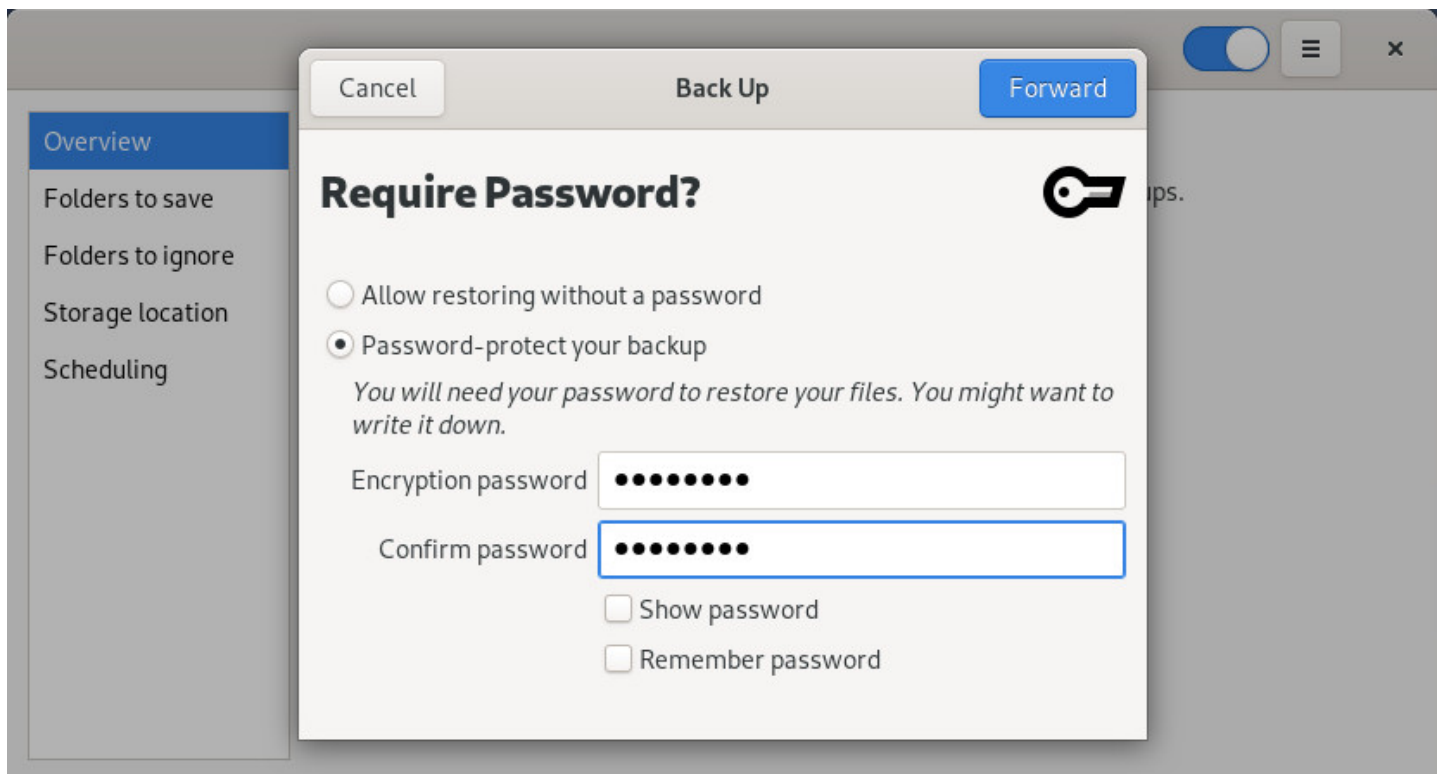 Cancel
Back Up
Forward
Overview
Folders to save
Folders to ignore
Storage location
Scheduling
Require Password?
Allow restoring without a password
Password-protect your backup
You will need your password to restore your files. You might want to
write it down.
Encryption password
Confirm password
Show password
Remember password